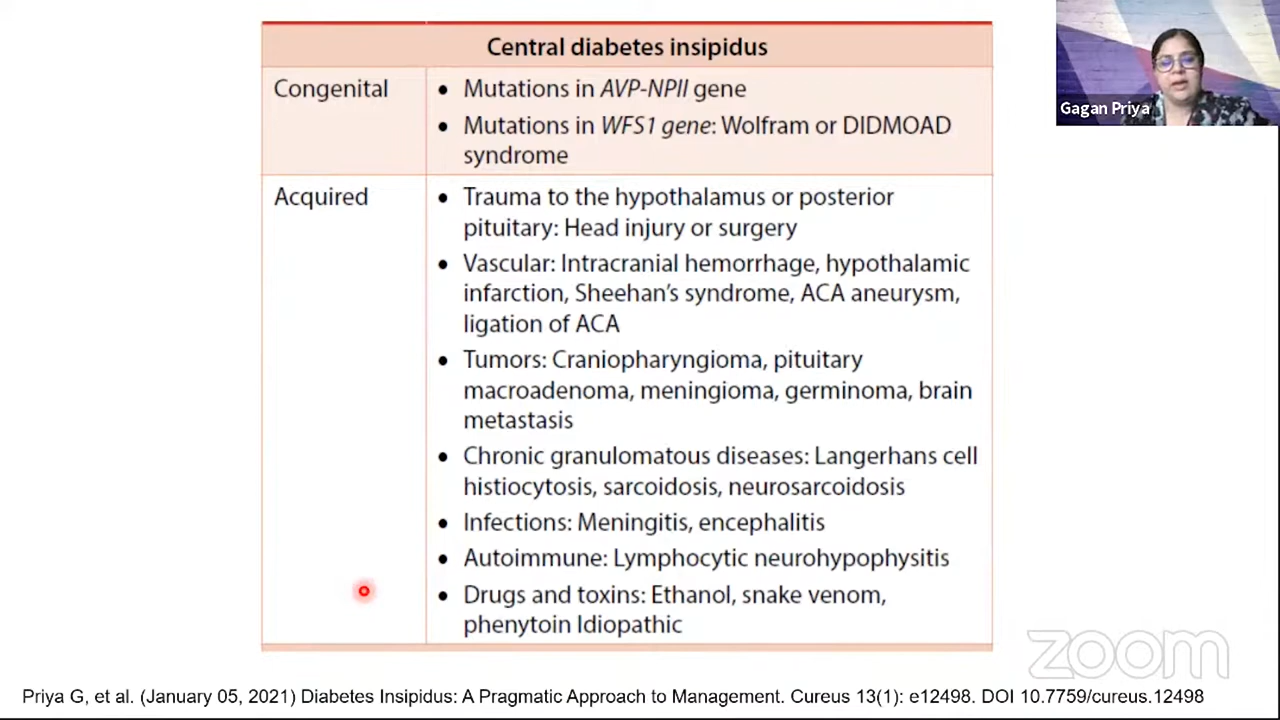 Central diabetes insipidus
Congenital
• Mutations in AVP-NPII gene
• Mutations in WFS1 gene: Wolfram or DIDMOAD
syndrome
Acquired
• Trauma to the hypothalamus or posterior
pituitary: Head injury or surgery
• Vascular: Intracranial hemorrhage, hypothalamic
infarction, Sheehan's syndrome, ACA aneurysm,
ligation of ACA
• Tumors: Craniopharyngioma, pituitary
macroadenoma, meningioma, germinoma, brain
metastasis
• Chronic granulomatous diseases: Langerhans cell
histiocytosis, sarcoidosis, neurosarcoidosis
• Infections: Meningitis, encephalitis
• Autoimmune: Lymphocytic neurohypophysitis
• Drugs and toxins: Ethanol, snake venom,
phenytoin Idiopathic
Gagan Priya
zoom
Priya G, et al. (January 05, 2021) Diabetes Insipidus: A Pragmatic Approach to Management. Cureus 13(1): e12498. DOI 10.7759/cureus.12498